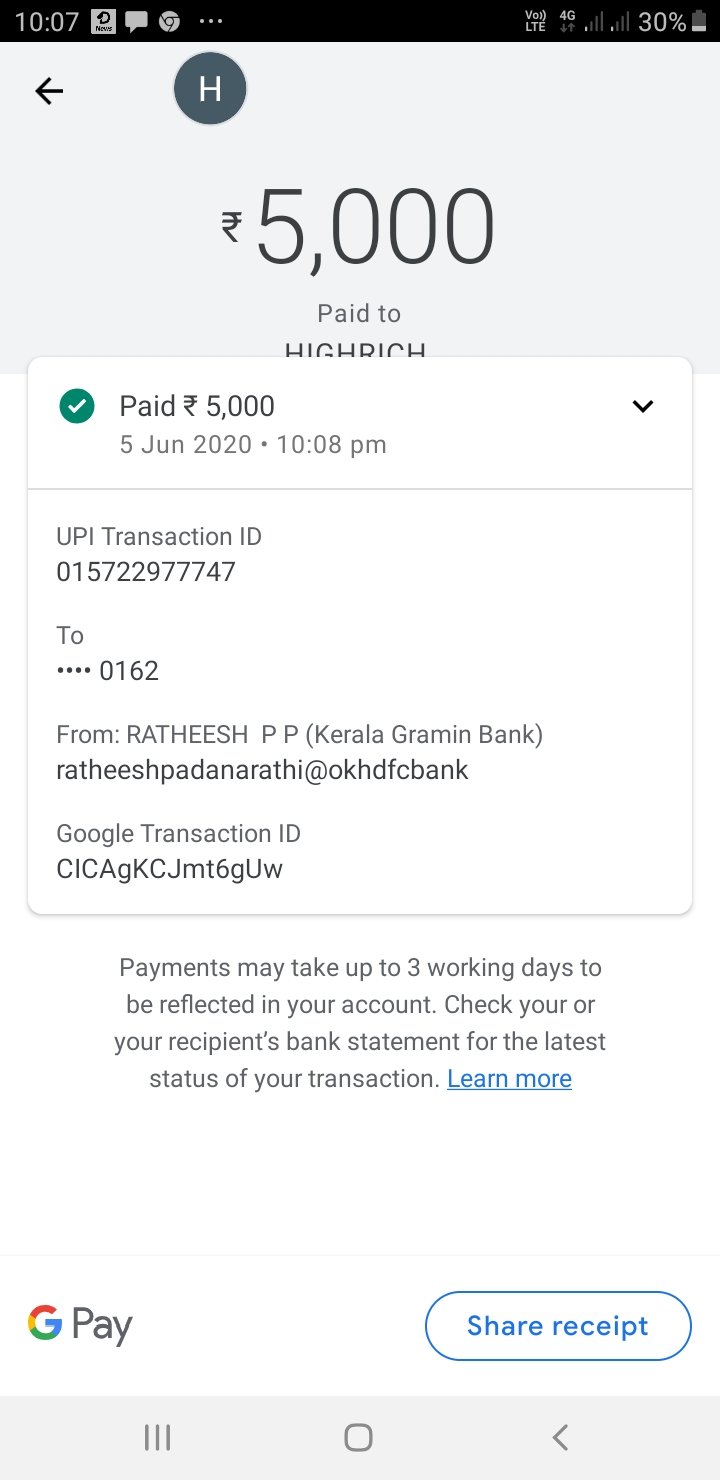 10:07 News Vo)) LTE 4G 30%
H
₹5,000
Paid to
HIGHRICH
Paid ₹ 5,000
5 Jun 2020 • 10:08 pm
UPI Transaction ID
015722977747
To
•••• 0162
From: RATHEESH  P P (Kerala Gramin Bank)
ratheeshpadanarathi@okhdfcbank
Google Transaction ID
CICAgKCJmt6gUw
Payments may take up to 3 working days to
be reflected in your account. Check your or
your recipient's bank statement for the latest
status of your transaction. Learn more
G Pay
Share receipt